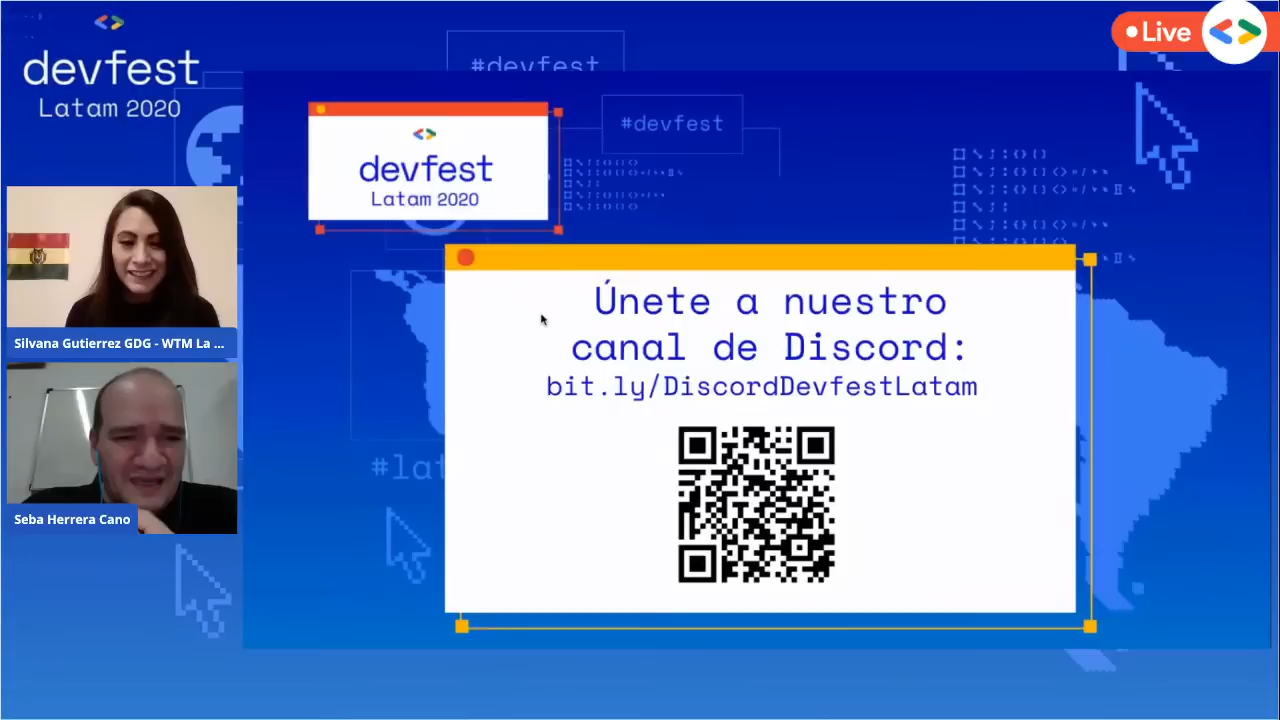 devfest
Latam 2020
Live
#devfest
#devfest
devfest
Latam 2020
Únete a nuestro
canal de Discord:
bit.ly/DiscordDevfestLatam
#lat
Silvana Gutierrez GDG - WTM La ...
Seba Herrera Cano